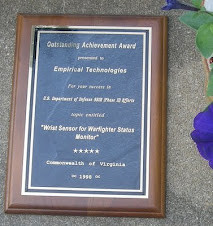 Outstanding Achievement Award
presented to
Empirical Technologies
For your success in
U.S. Department of Defense SBIR Phase II Efforts
topic entitled
"Wrist Sensor for Warfighter Status
Monitor"
★★★★★
Commonwealth of Virginia
1998